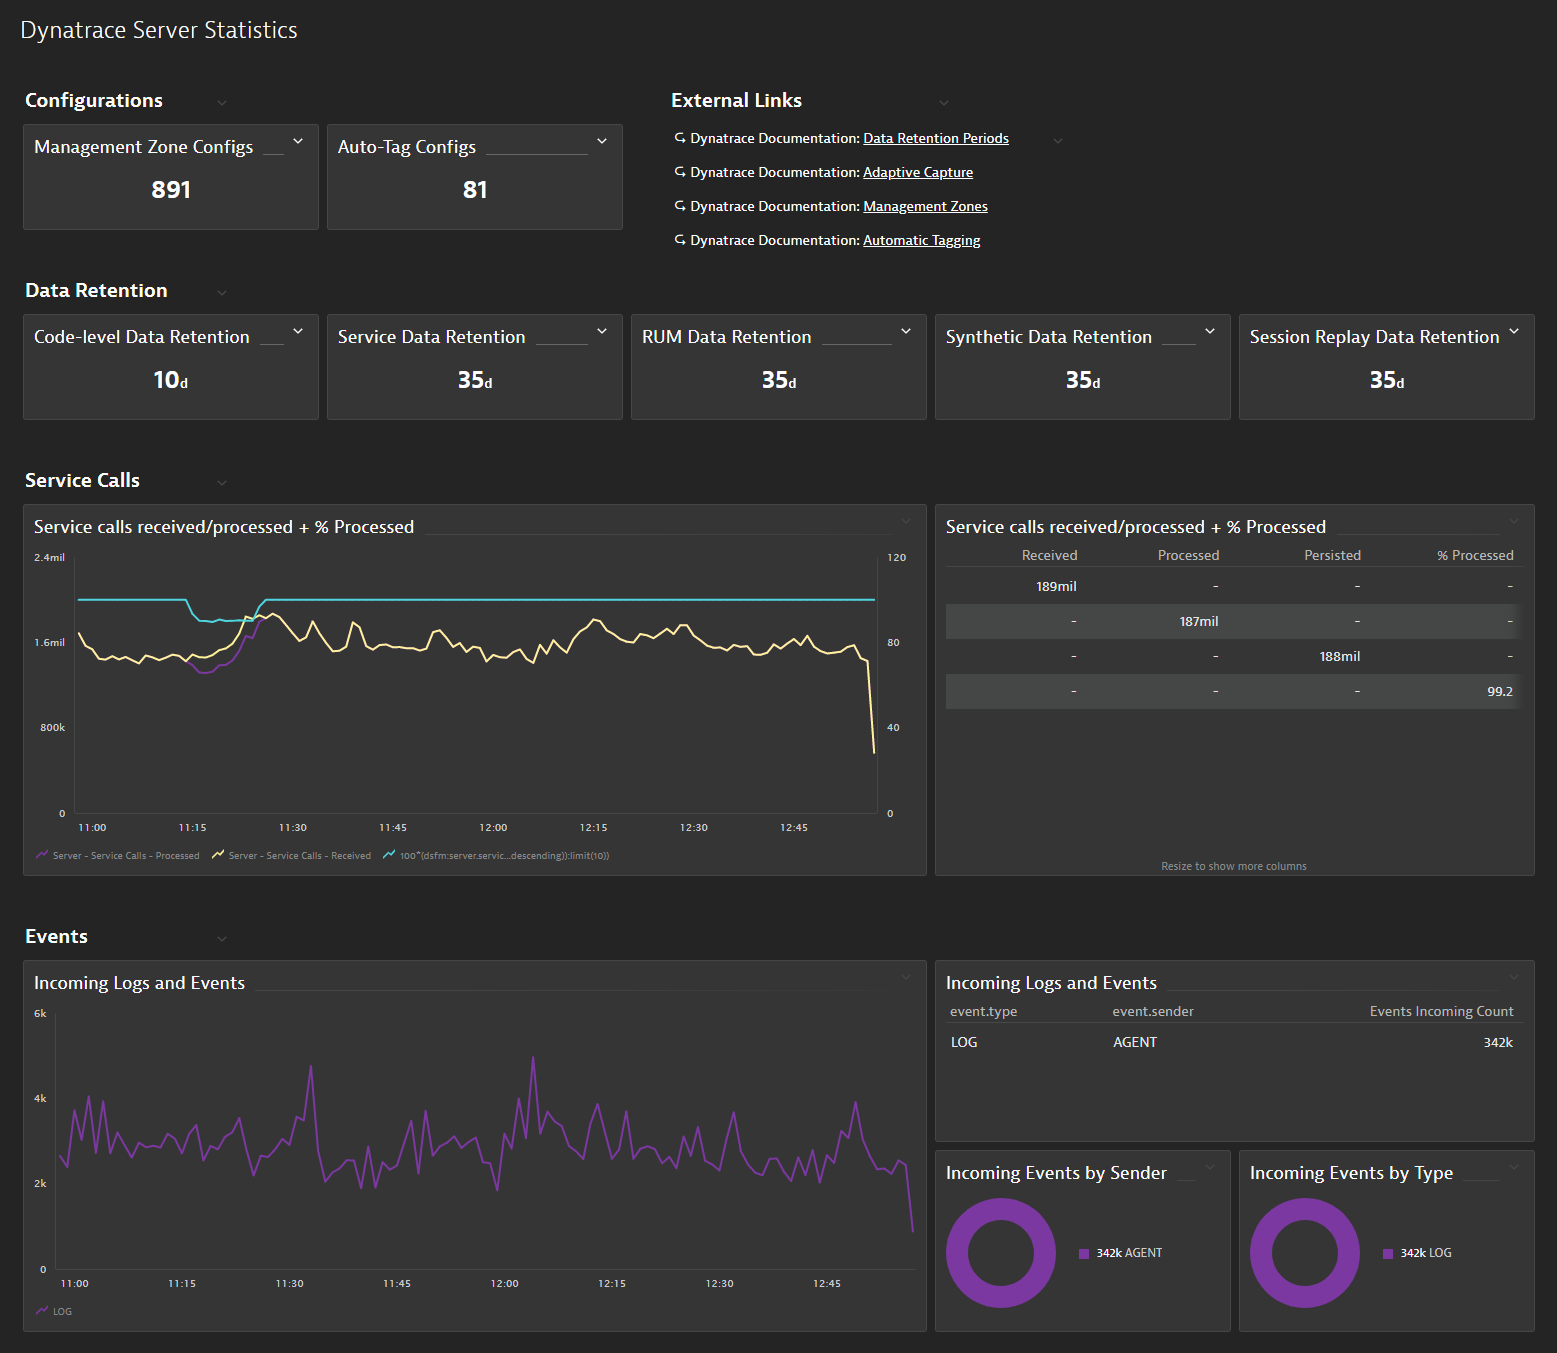 Dynatrace Server Statistics
Configurations
Management Zone Configs
891
Auto-Tag Configs
81
External Links
⮎ Dynatrace Documentation: Data Retention Periods
⮎ Dynatrace Documentation: Adaptive Capture
⮎ Dynatrace Documentation: Management Zones
⮎ Dynatrace Documentation: Automatic Tagging
Data Retention
Code-level Data Retention
10d
Service Data Retention
35d
RUM Data Retention
35d
Synthetic Data Retention
35d
Session Replay Data Retention
35d
Service Calls
Service calls received/processed + % Processed
2.4mil
1.6mil
800k
0
120
80
40
0
11:00 11:15 11:30 11:45 12:00 12:15 12:30 12:45
Server - Service Calls - Processed Server - Service Calls - Received 100*(dsfm:server.servic...descending)):limit(10))
Service calls received/processed + % Processed
Received Processed Persisted % Processed
189mil - - -
- 187mil - -
- - 188mil -
- - - 99.2
Resize to show more columns
Events
Incoming Logs and Events
6k
4k
2k
0
11:00 11:15 11:30 11:45 12:00 12:15 12:30 12:45
LOG
Incoming Logs and Events
event.type event.sender Events Incoming Count
LOG AGENT 342k
Incoming Events by Sender
342k AGENT
Incoming Events by Type
342k LOG